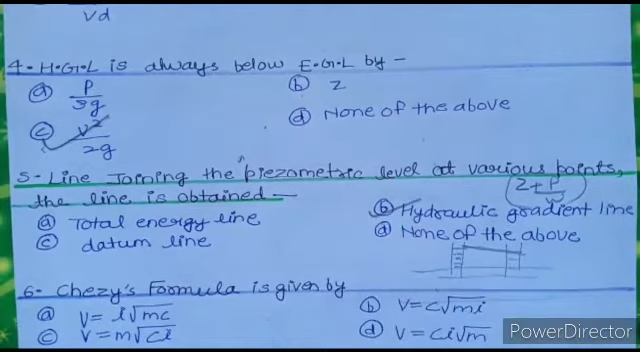 Vd
4. H.G.L is always below E.G.L by -
(a) P/ρg (b) Z
(c) V²/2g (d) None of the above
5- Line Joining the piezometric level at various points,
the line is obtained -
Z+P/w
(a) Total energy line (b) Hydraulic gradient line
(c) datum line (d) None of the above
6- Chezy's Formula is given by
(a) V= i√mc (b) V=c√mi
(c) V=m√ci (d) V=ci√m
PowerDirector